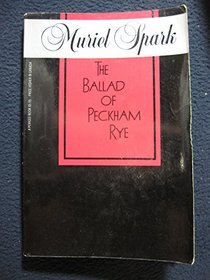 Muriel Spark
THE
BALLAD
OF
PECKHAM
RYE